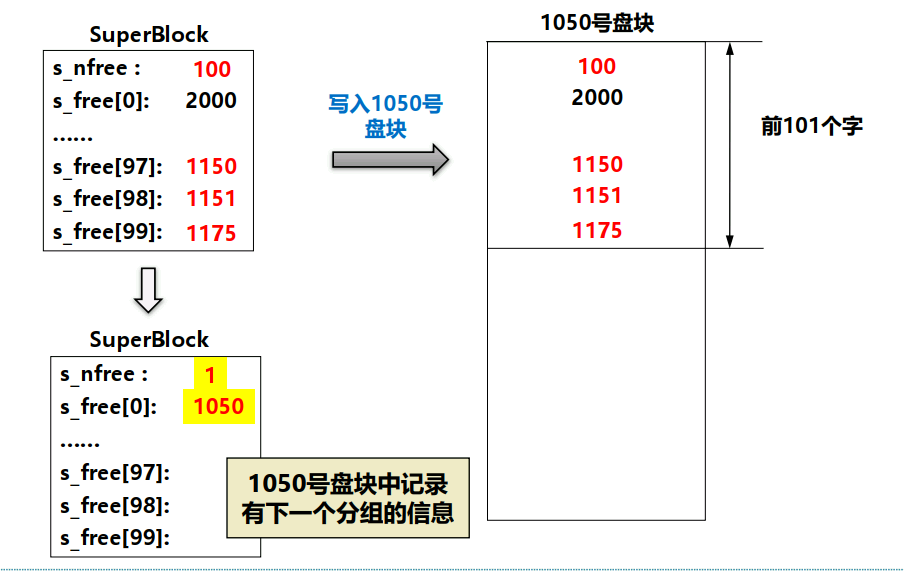 SuperBlock
s_nfree : 100
s_free[0]: 2000
……
s_free[97]: 1150
s_free[98]: 1151
s_free[99]: 1175
写入1050号
盘块
1050号盘块
100
2000
1150
1151
1175
前101个字
SuperBlock
s_nfree : 1
s_free[0]: 1050
……
s_free[97]:
s_free[98]:
s_free[99]:
1050号盘块中记录
有下一个分组的信息